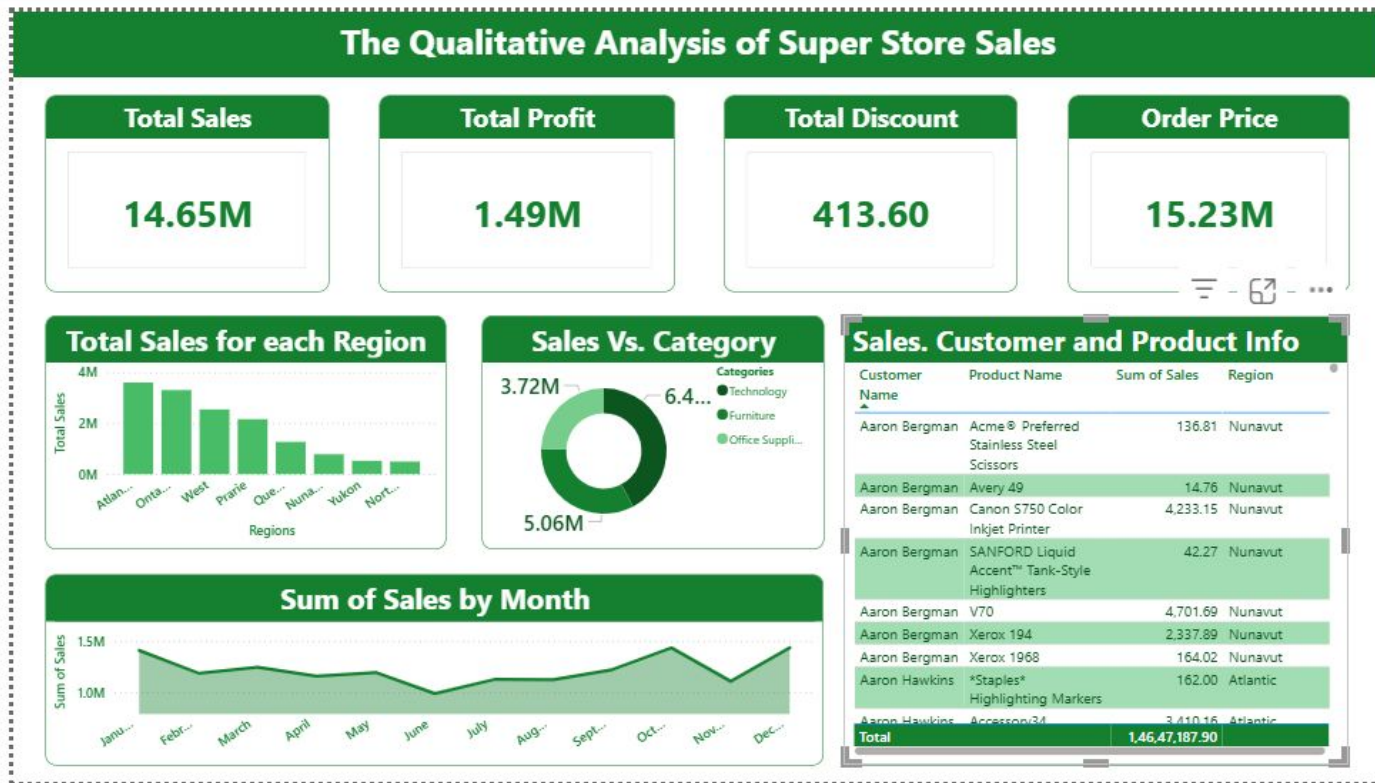 The Qualitative Analysis of Super Store Sales
Total Sales
14.65M
Total Profit
1.49M
Total Discount
413.60
Order Price
15.23M
Total Sales for each Region
Total Sales
4M
2M
0M
Atlan...
Onta...
West
Prarie
Que...
Nuna...
Yukon
Nort...
Regions
Sales Vs. Category
3.72M
6.4...
5.06M
Categories
Technology
Furniture
Office Suppli...
Sales. Customer and Product Info
Customer Name Product Name Sum of Sales Region
Aaron Bergman Acme® Preferred Stainless Steel Scissors 136.81 Nunavut
Aaron Bergman Avery 49 14.76 Nunavut
Aaron Bergman Canon S750 Color Inkjet Printer 4,233.15 Nunavut
Aaron Bergman SANFORD Liquid Accent™ Tank-Style Highlighters 42.27 Nunavut
Aaron Bergman V70 4,701.69 Nunavut
Aaron Bergman Xerox 194 2,337.89 Nunavut
Aaron Bergman Xerox 1968 164.02 Nunavut
Aaron Hawkins *Staples* Highlighting Markers 162.00 Atlantic
Aaron Hawkins Accessory34 3,410.16 Atlantic
Total 1,46,47,187.90
Sum of Sales by Month
Sum of Sales
1.5M
1.0M
Janu...
Febr...
March
April
May
June
July
Aug...
Sept...
Oct...
Nov...
Dec...